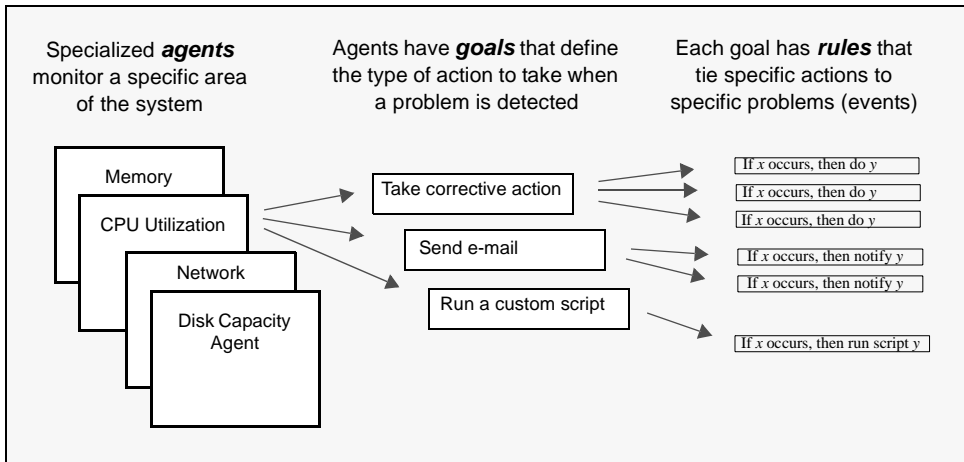 Specialized agents
monitor a specific area
of the system
Agents have goals that define
the type of action to take when
a problem is detected
Each goal has rules that
tie specific actions to
specific problems (events)
Memory
CPU Utilization
Network
Disk Capacity
Agent
Take corrective action
Send e-mail
Run a custom script
If x occurs, then do y
If x occurs, then do y
If x occurs, then do y
If x occurs, then notify y
If x occurs, then notify y
If x occurs, then run script y